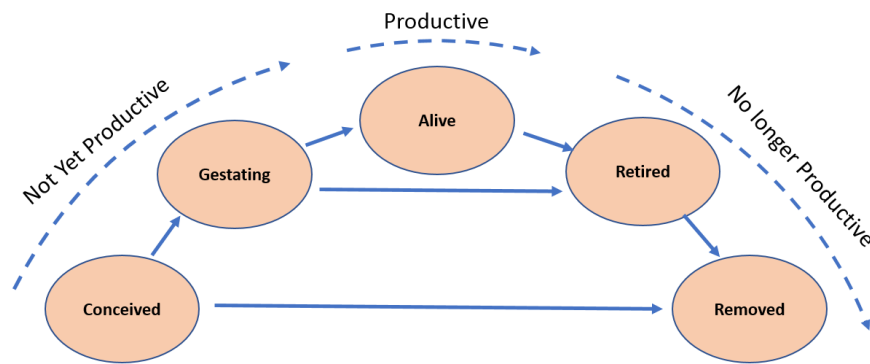 Productive
Not Yet Productive
No longer Productive
Alive
Gestating
Retired
Conceived
Removed